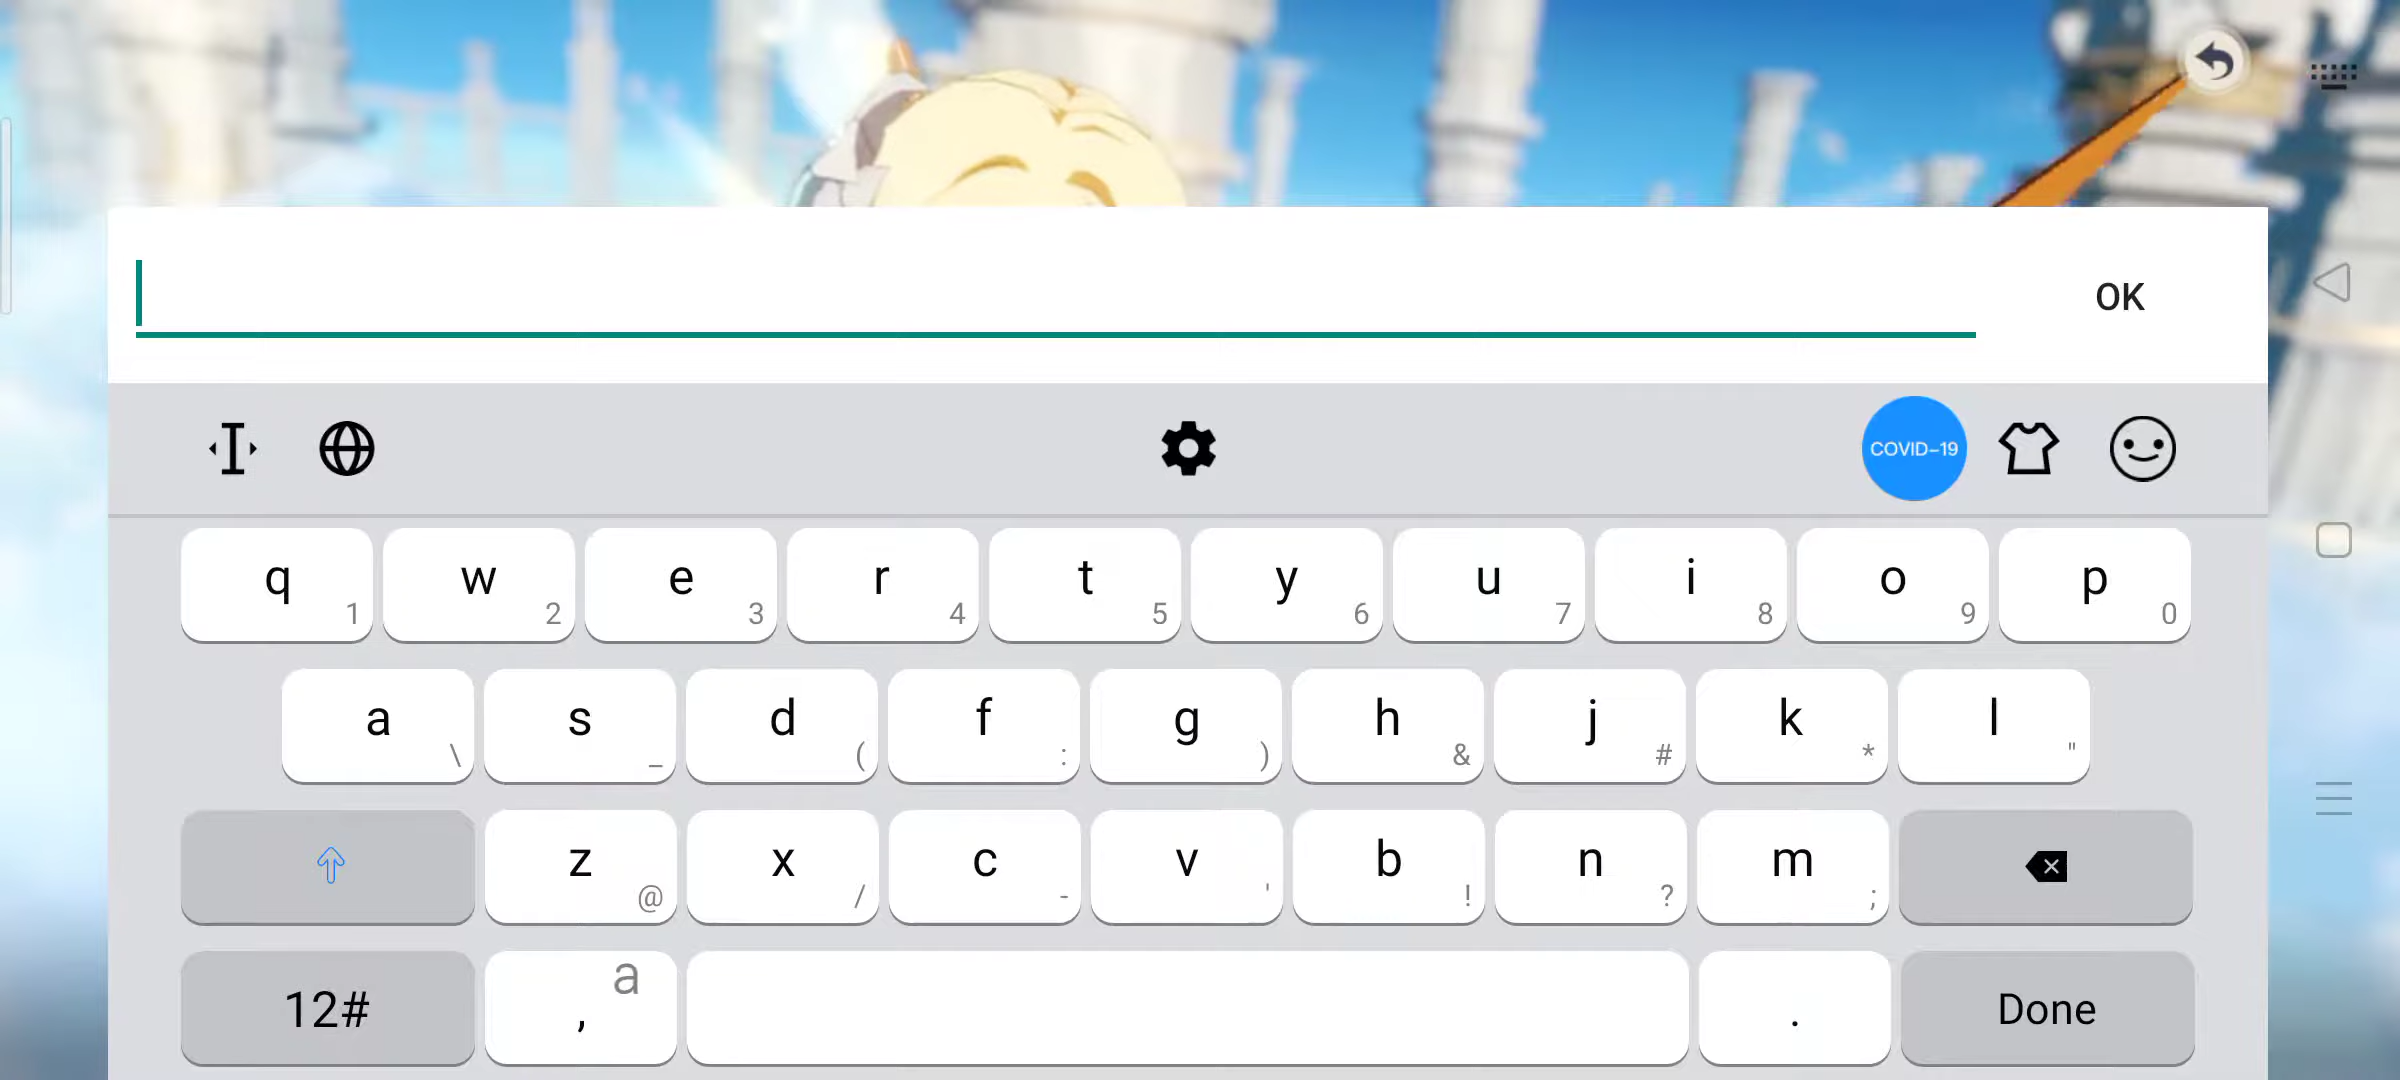 OK
COVID-19
q 1 w 2 e 3 r 4 t 5 y 6 u 7 i 8 o 9 p 0
a \ s _ d ( f : g ) h & j # k * l "
z @ x / c - v ' b ! n ? m ;
12# , a . Done